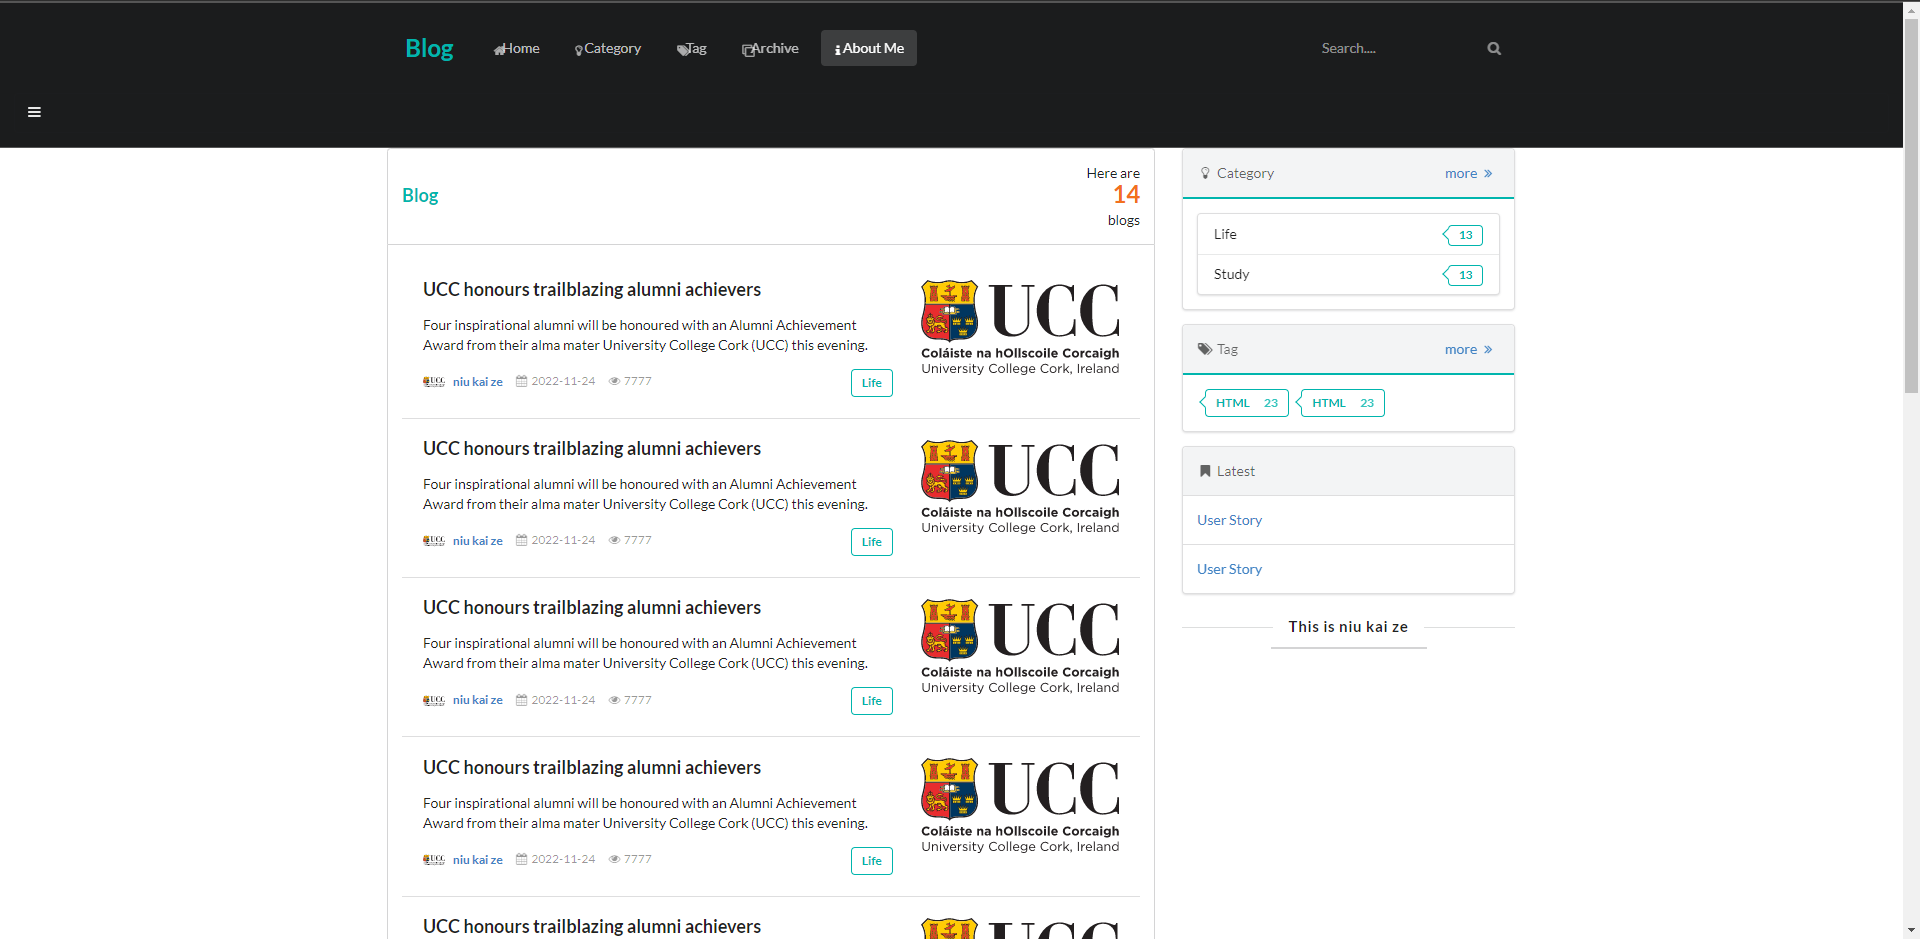 Blog Home Category Tag Archive About Me Search....
Blog
Here are
14
blogs
UCC honours trailblazing alumni achievers
Four inspirational alumni will be honoured with an Alumni Achievement
Award from their alma mater University College Cork (UCC) this evening.
UCC niu kai ze 2022-11-24 7777 Life
UCC
Coláiste na hOllscoile Corcaigh
University College Cork, Ireland
UCC honours trailblazing alumni achievers
Four inspirational alumni will be honoured with an Alumni Achievement
Award from their alma mater University College Cork (UCC) this evening.
UCC niu kai ze 2022-11-24 7777 Life
UCC
Coláiste na hOllscoile Corcaigh
University College Cork, Ireland
UCC honours trailblazing alumni achievers
Four inspirational alumni will be honoured with an Alumni Achievement
Award from their alma mater University College Cork (UCC) this evening.
UCC niu kai ze 2022-11-24 7777 Life
UCC
Coláiste na hOllscoile Corcaigh
University College Cork, Ireland
UCC honours trailblazing alumni achievers
Four inspirational alumni will be honoured with an Alumni Achievement
Award from their alma mater University College Cork (UCC) this evening.
UCC niu kai ze 2022-11-24 7777 Life
UCC
Coláiste na hOllscoile Corcaigh
University College Cork, Ireland
UCC honours trailblazing alumni achievers
UCC
Category more »
Life 13
Study 13
Tag more »
HTML 23 HTML 23
Latest
User Story
User Story
This is niu kai ze